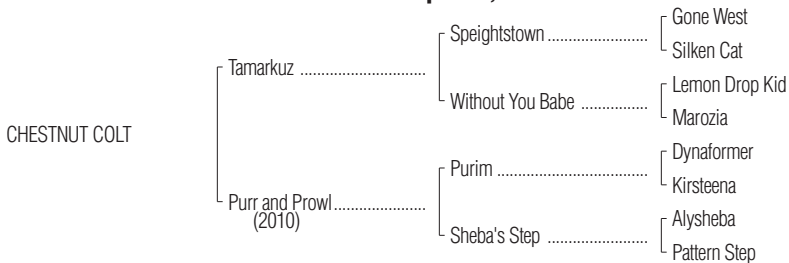 Gone West
Speightstown
Silken Cat
Tamarkuz
Lemon Drop Kid
Without You Babe
Marozia
CHESTNUT COLT
Dynaformer
Purim
Kirsteena
Purr and Prowl
(2010)
Alysheba
Sheba's Step
Pattern Step